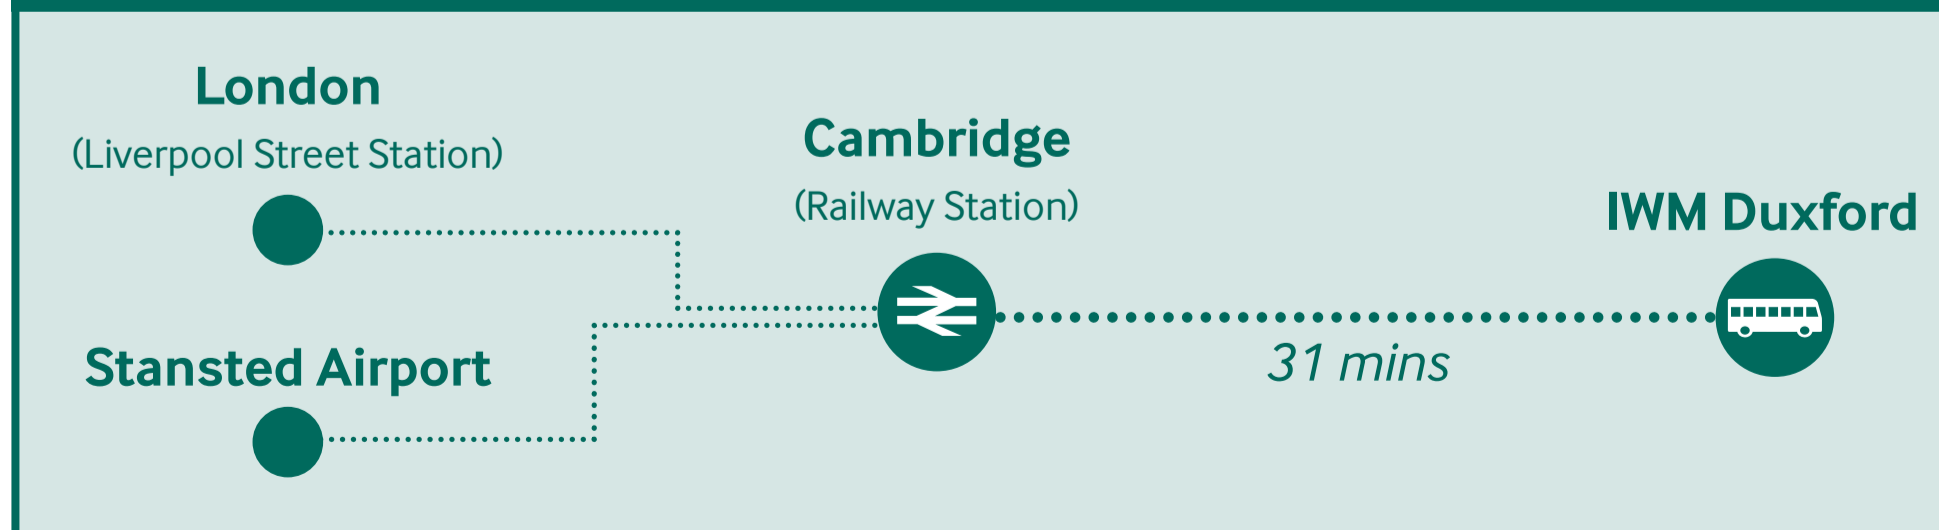 London
(Liverpool Street Station)
Cambridge
(Railway Station)
IWM Duxford
Stansted Airport
31 mins